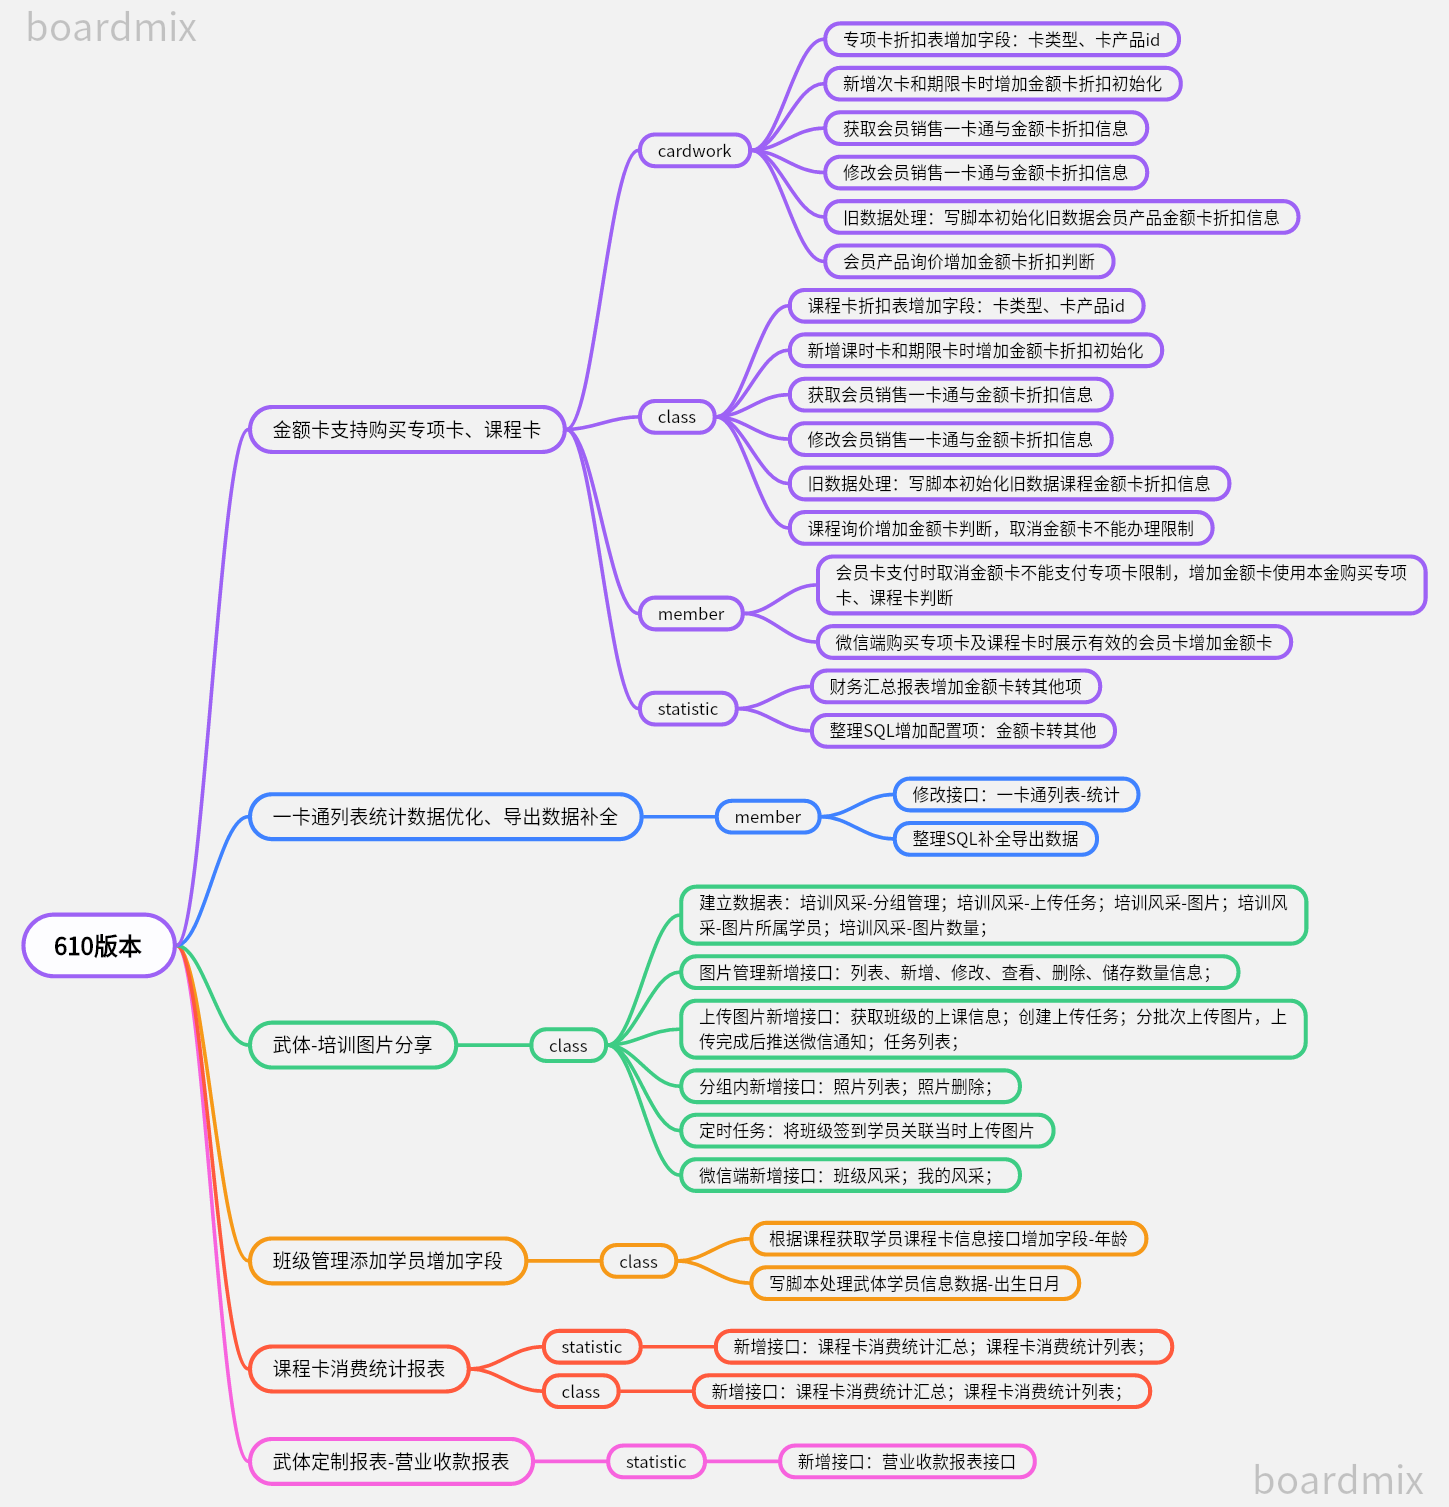 boardmix
专项卡折扣表增加字段：卡类型、卡产品id
新增次卡和期限卡时增加金额卡折扣初始化
获取会员销售一卡通与金额卡折扣信息
cardwork
修改会员销售一卡通与金额卡折扣信息
旧数据处理：写脚本初始化旧数据会员产品金额卡折扣信息
会员产品询价增加金额卡折扣判断
课程卡折扣表增加字段：卡类型、卡产品id
新增课时卡和期限卡时增加金额卡折扣初始化
获取会员销售一卡通与金额卡折扣信息
class
金额卡支持购买专项卡、课程卡
修改会员销售一卡通与金额卡折扣信息
旧数据处理：写脚本初始化旧数据课程金额卡折扣信息
课程询价增加金额卡判断，取消金额卡不能办理限制
会员卡支付时取消金额卡不能支付专项卡限制，增加金额卡使用本金购买专项
卡、课程卡判断
member
微信端购买专项卡及课程卡时展示有效的会员卡增加金额卡
财务汇总报表增加金额卡转其他项
statistic
整理SQL增加配置项：金额卡转其他
修改接口：一卡通列表-统计
一卡通列表统计数据优化、导出数据补全
member
整理SQL补全导出数据
建立数据表：培训风采-分组管理；培训风采-上传任务；培训风采-图片；培训风
采-图片所属学员；培训风采-图片数量；
610版本
图片管理新增接口：列表、新增、修改、查看、删除、储存数量信息；
上传图片新增接口：获取班级的上课信息；创建上传任务；分批次上传图片，上
传完成后推送微信通知；任务列表；
武体-培训图片分享
class
分组内新增接口：照片列表；照片删除；
定时任务：将班级签到学员关联当时上传图片
微信端新增接口：班级风采；我的风采；
根据课程获取学员课程卡信息接口增加字段-年龄
班级管理添加学员增加字段
class
写脚本处理武体学员信息数据-出生日月
statistic
新增接口：课程卡消费统计汇总；课程卡消费统计列表；
课程卡消费统计报表
class
新增接口：课程卡消费统计汇总；课程卡消费统计列表；
武体定制报表-营业收款报表
statistic
新增接口：营业收款报表接口
boardmix